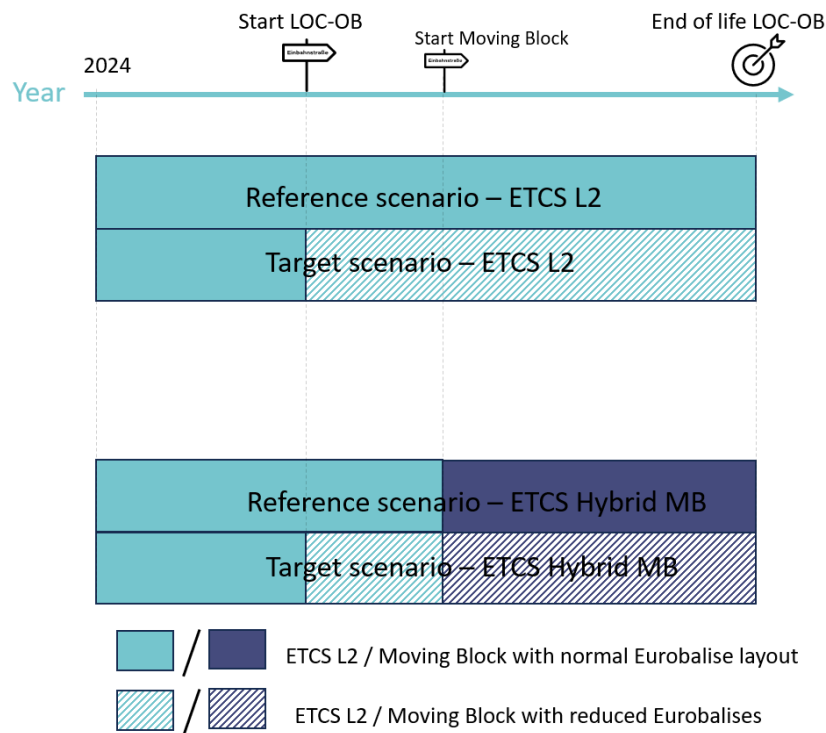 Start LOC-OB
End of life LOC-OB
Start Moving Block
Einbahnstraße
Einbahnstraße
2024
Year
Reference scenario – ETCS L2
Target scenario – ETCS L2
Reference scenario – ETCS Hybrid MB
Target scenario – ETCS Hybrid MB
/ ETCS L2 / Moving Block with normal Eurobalise layout
/ ETCS L2 / Moving Block with reduced Eurobalises